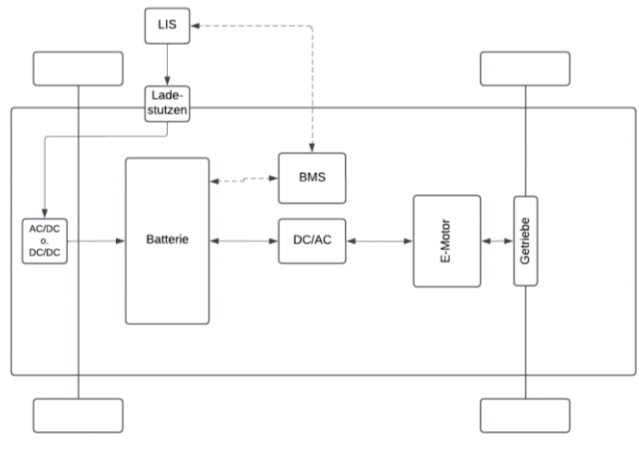 LIS
Lade-
stutzen
BMS
AC/DC
o.
DC/DC
Batterie
DC/AC
E-Motor
Getriebe